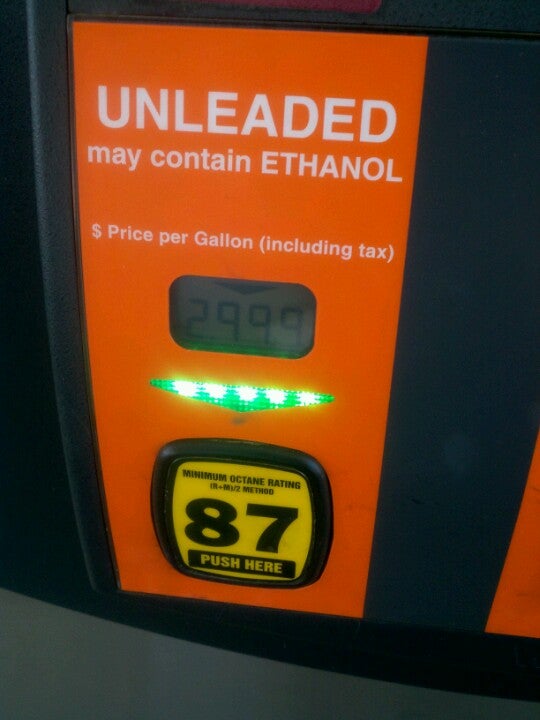 UNLEADED
may contain ETHANOL
$ Price per Gallon (including tax)
2999
MINIMUM OCTANE RATING
(R+M)/2 METHOD
87
PUSH HERE